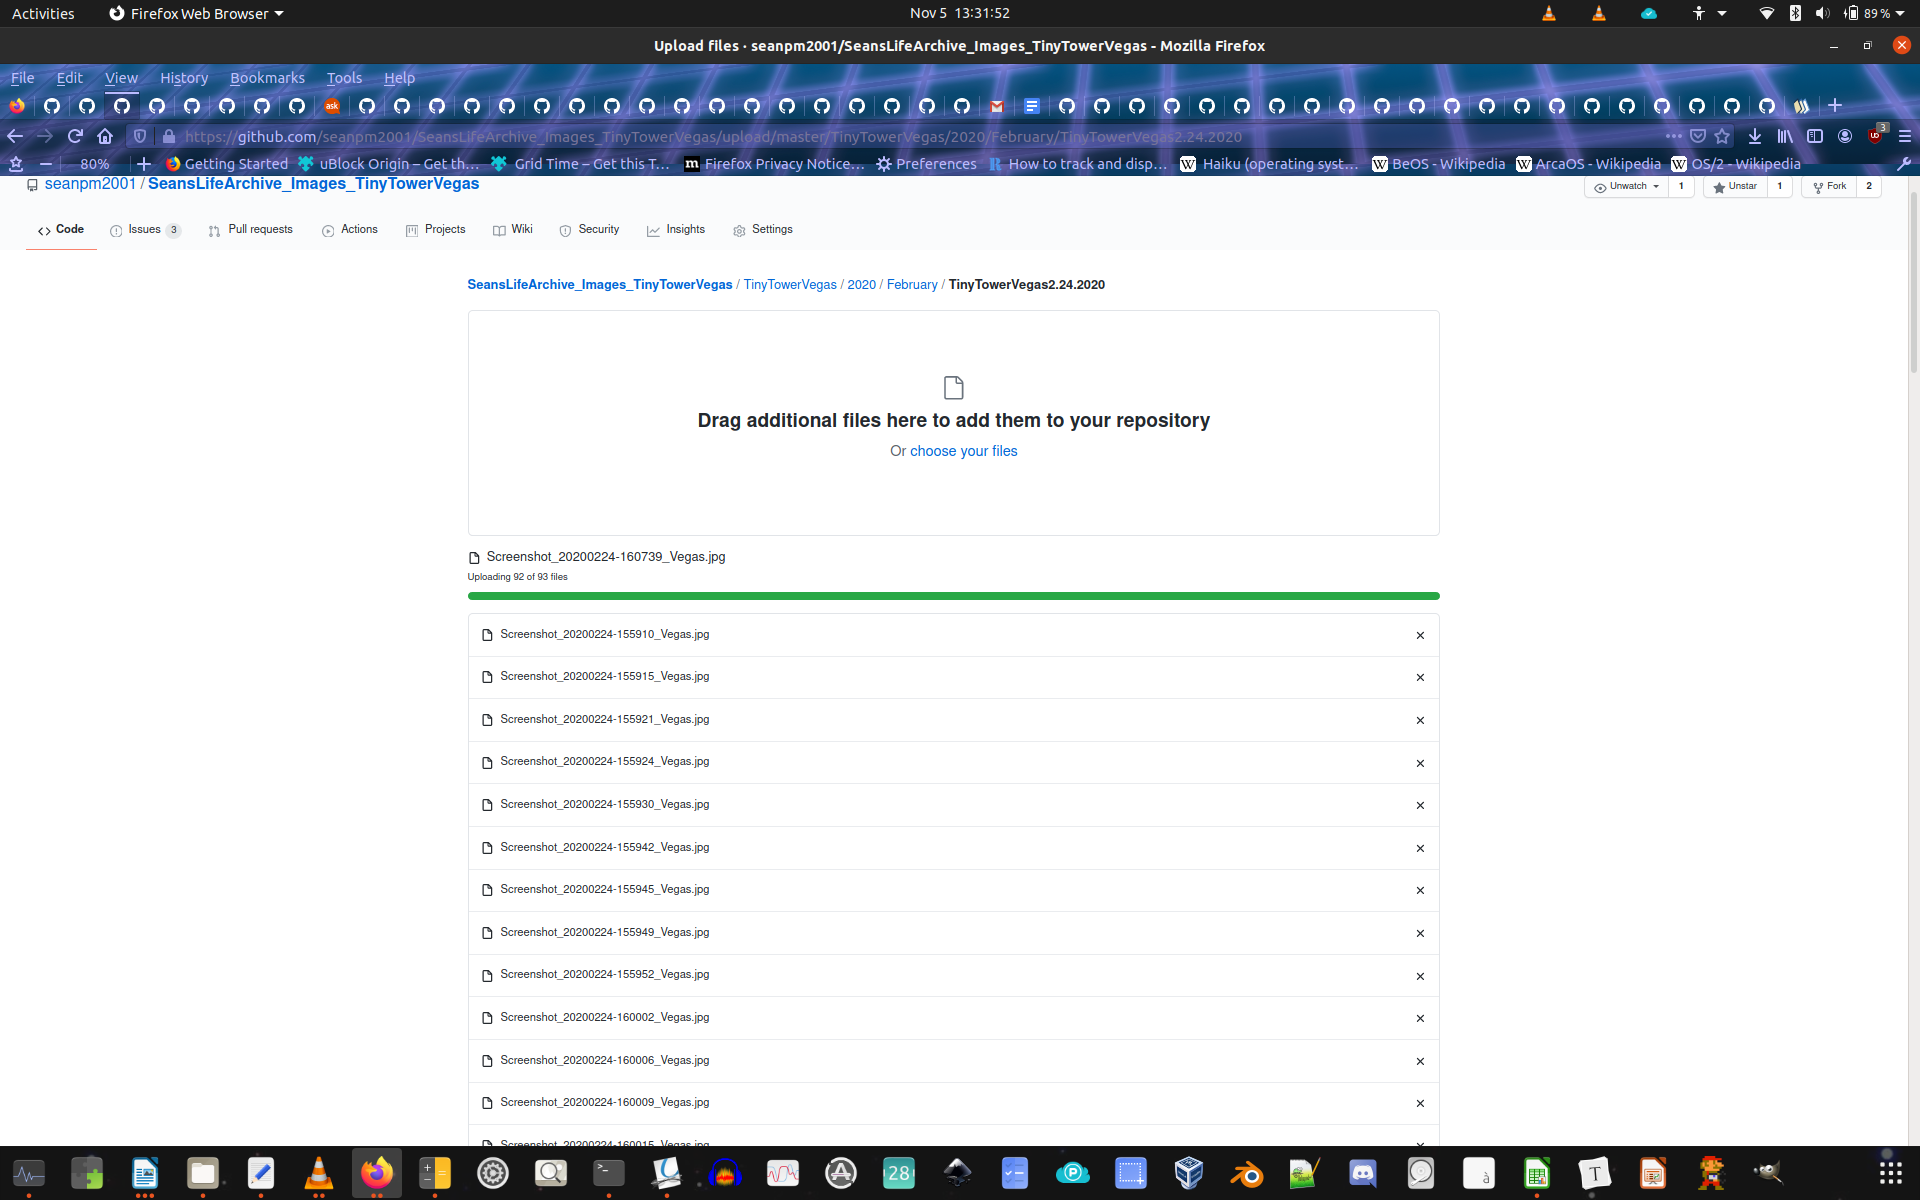 Activities Firefox Web Browser Nov 5 13:31:52 89 %
Upload files · seanpm2001/SeansLifeArchive_Images_TinyTowerVegas - Mozilla Firefox
File Edit View History Bookmarks Tools Help
ask
https://github.com/seanpm2001/SeansLifeArchive_Images_TinyTowerVegas/upload/master/TinyTowerVegas/2020/February/TinyTowerVegas2.24.2020 3
80% Getting Started uBlock Origin – Get th… Grid Time – Get this T… Firefox Privacy Notice… Preferences How to track and disp… Haiku (operating syst… BeOS - Wikipedia ArcaOS - Wikipedia OS/2 - Wikipedia
seanpm2001 / SeansLifeArchive_Images_TinyTowerVegas Unwatch 1 Unstar 1 Fork 2
Code Issues 3 Pull requests Actions Projects Wiki Security Insights Settings
SeansLifeArchive_Images_TinyTowerVegas / TinyTowerVegas / 2020 / February / TinyTowerVegas2.24.2020
Drag additional files here to add them to your repository
Or choose your files
Screenshot_20200224-160739_Vegas.jpg
Uploading 92 of 93 files
Screenshot_20200224-155910_Vegas.jpg
Screenshot_20200224-155915_Vegas.jpg
Screenshot_20200224-155921_Vegas.jpg
Screenshot_20200224-155924_Vegas.jpg
Screenshot_20200224-155930_Vegas.jpg
Screenshot_20200224-155942_Vegas.jpg
Screenshot_20200224-155945_Vegas.jpg
Screenshot_20200224-155949_Vegas.jpg
Screenshot_20200224-155952_Vegas.jpg
Screenshot_20200224-160002_Vegas.jpg
Screenshot_20200224-160006_Vegas.jpg
Screenshot_20200224-160009_Vegas.jpg
Screenshot_20200224-160015_Vegas.jpg
28